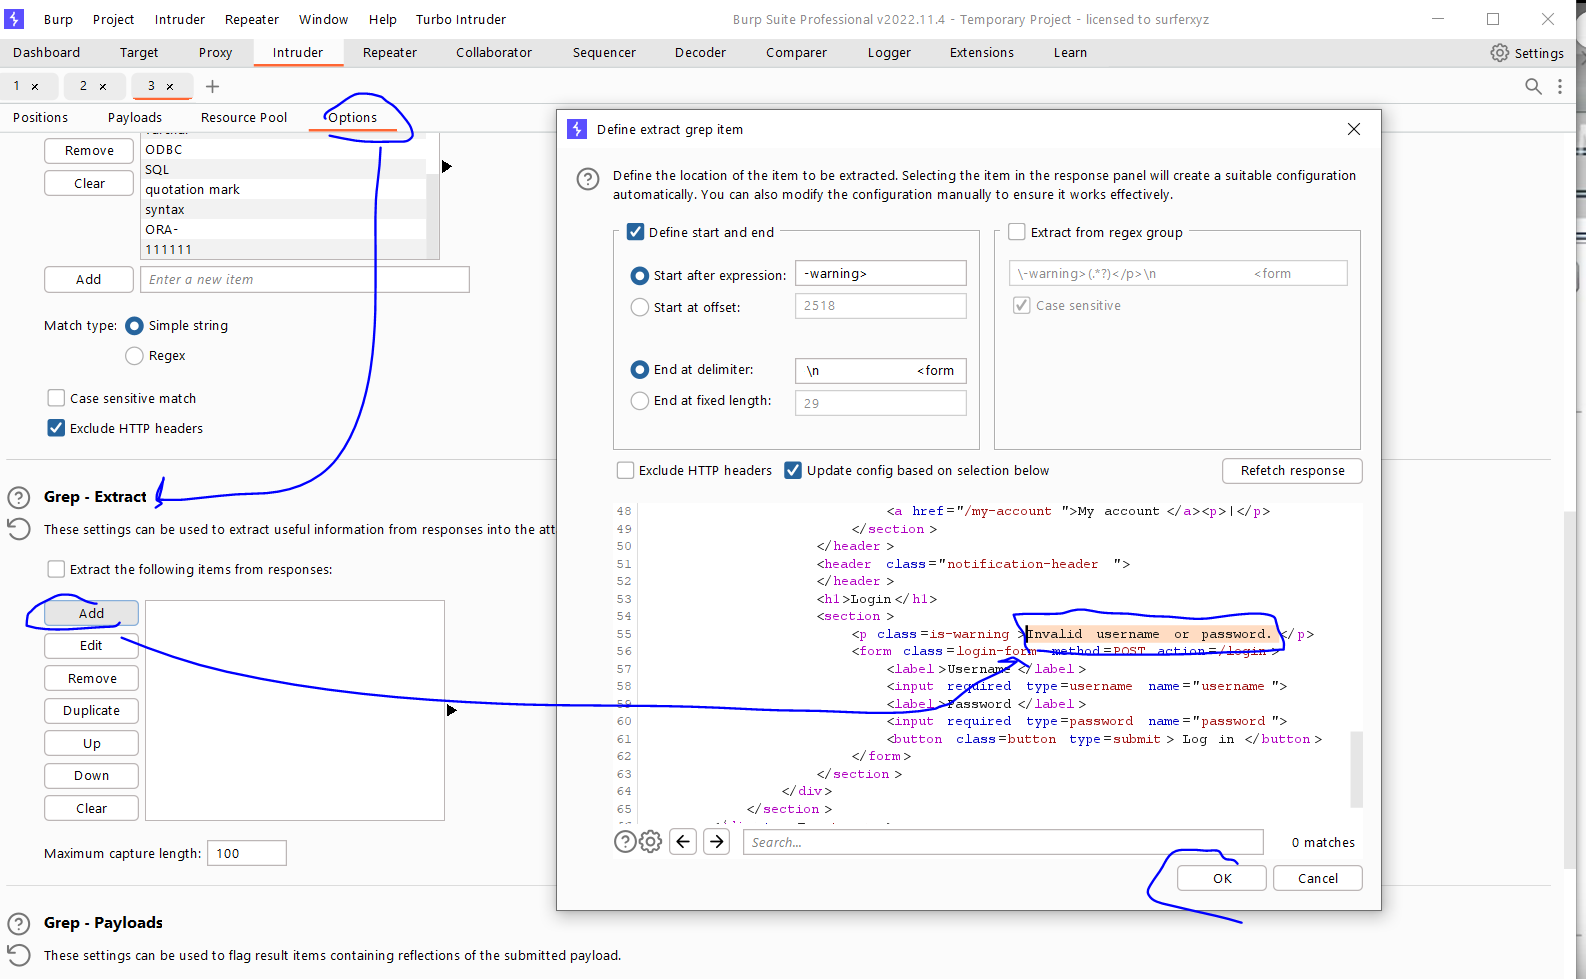 Burp Project Intruder Repeater Window Help Turbo Intruder Burp Suite Professional v2022.11.4 - Temporary Project - licensed to surferxyz
Dashboard Target Proxy Intruder Repeater Collaborator Sequencer Decoder Comparer Logger Extensions Learn Settings
1 × 2 × 3 × +
Positions Payloads Resource Pool Options
Remove
Clear
ODBC
SQL
quotation mark
syntax
ORA-
111111
Add Enter a new item
Match type: Simple string
Regex
Case sensitive match
Exclude HTTP headers
Grep - Extract
These settings can be used to extract useful information from responses into the att
Extract the following items from responses:
Add
Edit
Remove
Duplicate
Up
Down
Clear
Maximum capture length: 100
Grep - Payloads
These settings can be used to flag result items containing reflections of the submitted payload.
Define extract grep item
Define the location of the item to be extracted. Selecting the item in the response panel will create a suitable configuration
automatically. You can also modify the configuration manually to ensure it works effectively.
Define start and end
Start after expression: -warning>
Start at offset: 2518
End at delimiter: \n <form
End at fixed length: 29
Extract from regex group
\-warning>(.*?)</p>\n <form
Case sensitive
Exclude HTTP headers Update config based on selection below Refetch response
48 <a href="/my-account ">My account </a><p>|</p>
49 </section >
50 </header >
51 <header class="notification-header ">
52 </header >
53 <h1>Login</h1>
54 <section >
55 <p class=is-warning >Invalid username or password. </p>
56 <form class=login-form method=POST action=/login >
57 <label>Username </label >
58 <input required type=username name="username ">
59 <label>Password </label >
60 <input required type=password name="password ">
61 <button class=button type=submit > Log in </button >
62 </form>
63 </section >
64 </div>
65 </section >
Search... 0 matches
OK Cancel